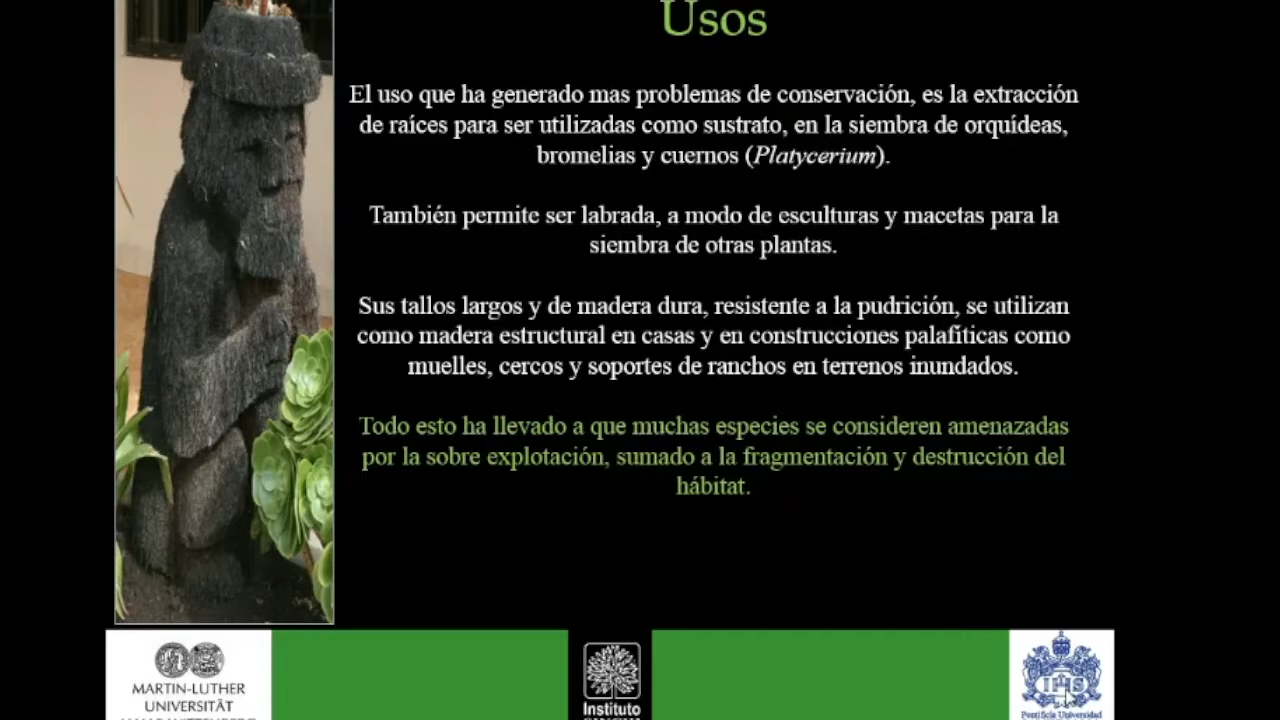 Usos
El uso que ha generado mas problemas de conservación, es la extracción
de raíces para ser utilizadas como sustrato, en la siembra de orquídeas,
bromelias y cuernos (Platycerium).
También permite ser labrada, a modo de esculturas y macetas para la
siembra de otras plantas.
Sus tallos largos y de madera dura, resistente a la pudrición, se utilizan
como madera estructural en casas y en construcciones palafíticas como
muelles, cercos y soportes de ranchos en terrenos inundados.
Todo esto ha llevado a que muchas especies se consideren amenazadas
por la sobre explotación, sumado a la fragmentación y destrucción del
hábitat.
MARTIN-LUTHER
UNIVERSITÄT
Instituto
IHS
Pontificia Universidad